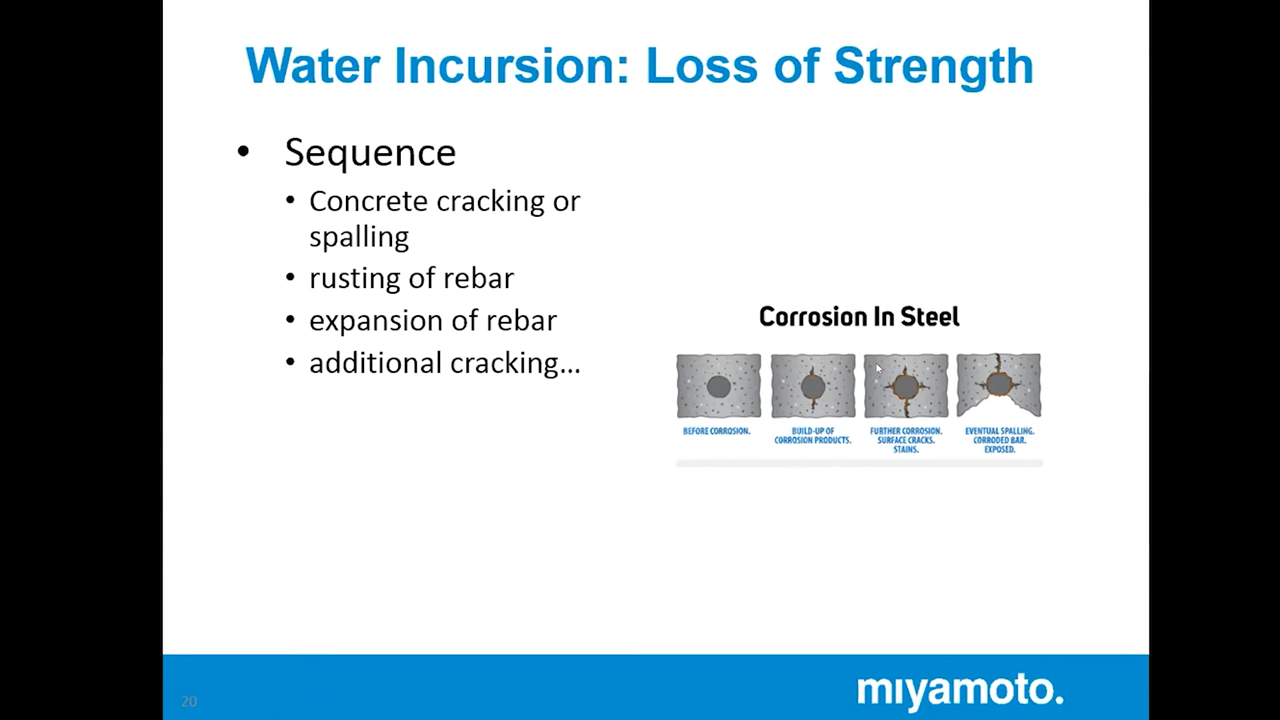 Water Incursion: Loss of Strength
• Sequence
• Concrete cracking or
spalling
• rusting of rebar
• expansion of rebar
• additional cracking...
Corrosion In Steel
BEFORE CORROSION.
BUILD-UP OF
CORROSION PRODUCTS.
FURTHER CORROSION.
SURFACE CRACKS.
STAINS.
EVENTUAL SPALLING.
CORRODED BAR.
EXPOSED.
20
miyamoto.